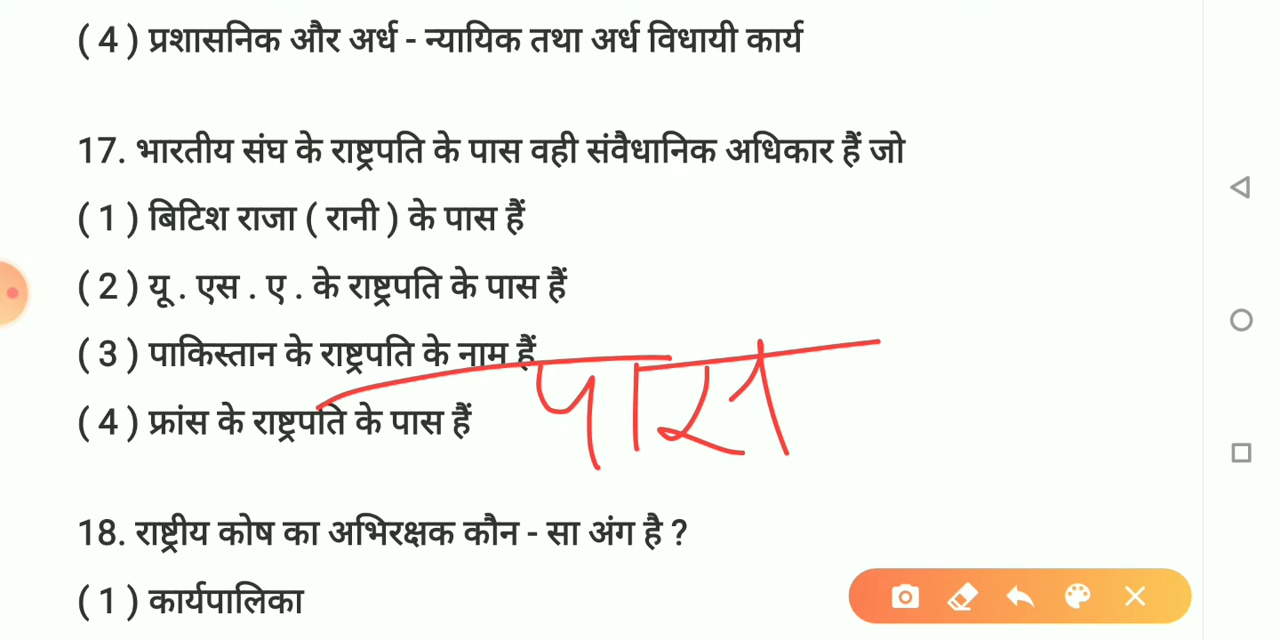 ( 4 ) प्रशासनिक और अर्ध - न्यायिक तथा अर्ध विधायी कार्य
17. भारतीय संघ के राष्ट्रपति के पास वही संवैधानिक अधिकार हैं जो
( 1 ) बिटिश राजा ( रानी ) के पास हैं
( 2 ) यू . एस . ए . के राष्ट्रपति के पास हैं
( 3 ) पाकिस्तान के राष्ट्रपति के नाम हैं
पास
( 4 ) फ्रांस के राष्ट्रपति के पास हैं
18. राष्ट्रीय कोष का अभिरक्षक कौन - सा अंग है ?
( 1 ) कार्यपालिका